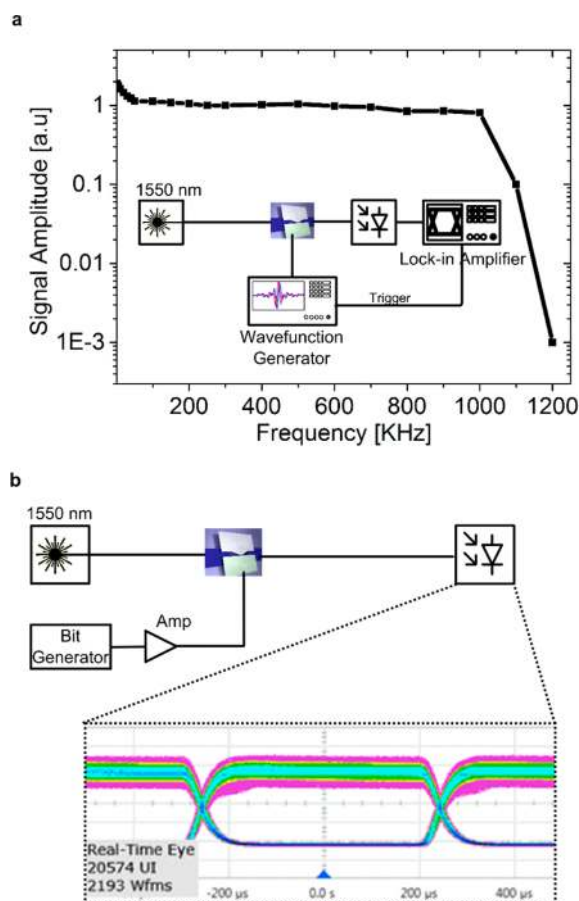 a
Signal Amplitude [a.u]
1
0.1
0.01
1E-3
1550 nm
Lock-in Amplifier
Trigger
Wavefunction
Generator
200 400 600 800 1000 1200
Frequency [KHz]
b
1550 nm
Amp
Bit
Generator
Real-Time Eye
20574 UI
2193 Wfms
-200 µs 0.0 s 200 µs 400 µs